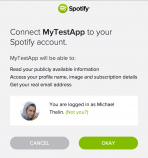 Spotify
Connect MyTestApp to your
Spotify account.
MyTestApp will be able to:
Read your publicly available information
Access your profile name, image and subscription details
Get your real email address
You are logged in as Michael
Thelin. (Not you?)
CANCEL
OKAY